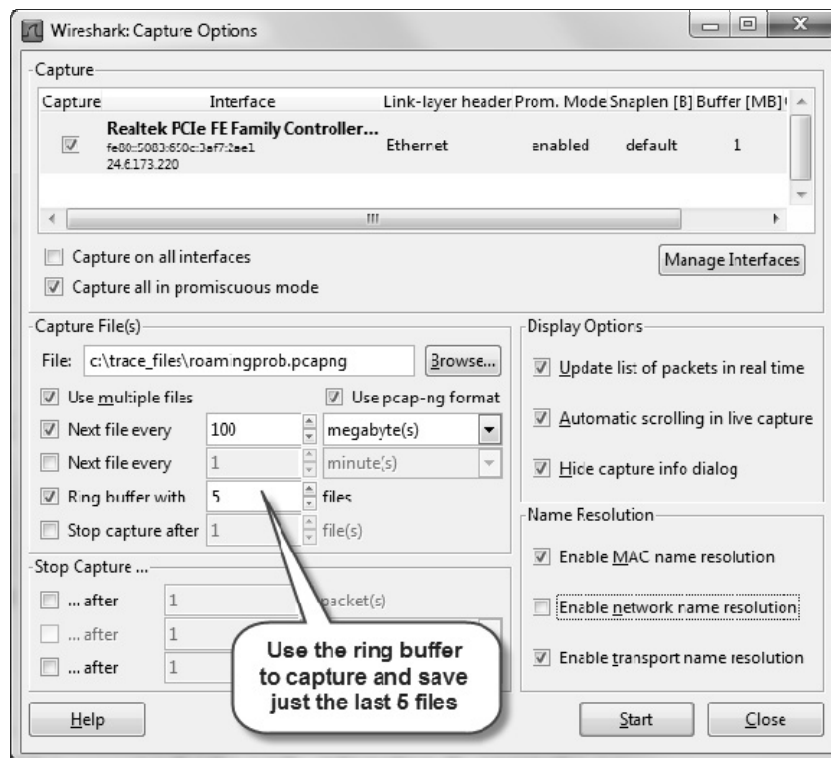 Wireshark: Capture Options
Capture
Capture Interface Link-layer header Prom. Mode Snaplen [B] Buffer [MB]
Realtek PCIe FE Family Controller...
24.6.173.220
Ethernet enabled default 1
Capture on all interfaces
Manage Interfaces
Capture all in promiscuous mode
Capture File(s)
File: c:\trace_files\roamingprob.pcapng Browse...
Use multiple files Use pcap-ng format
Next file every 100 megabyte(s)
Next file every 1 minute(s)
Ring buffer with 5 files
Stop capture after 1 file(s)
Display Options
Update list of packets in real time
Automatic scrolling in live capture
Hide capture info dialog
Name Resolution
Enable MAC name resolution
Enable network name resolution
Enable transport name resolution
Stop Capture ...
... after 1 packet(s)
... after 1
... after 1
Use the ring buffer
to capture and save
just the last 5 files
Help
Start
Close